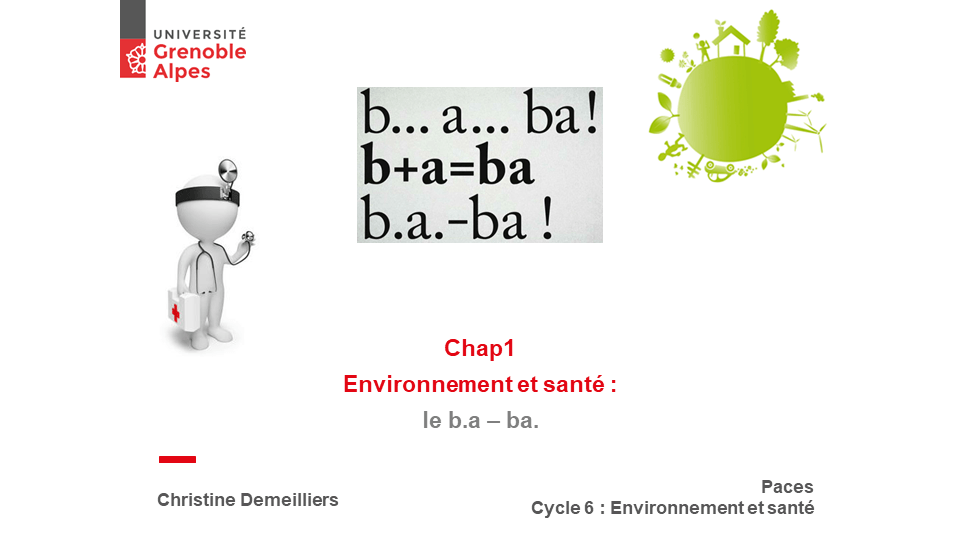 UNIVERSITÉ
Grenoble
Alpes
b... a... ba!
b+a=ba
b.a.-ba !
Chap1
Environnement et santé :
le b.a – ba.
Christine Demeilliers
Paces
Cycle 6 : Environnement et santé